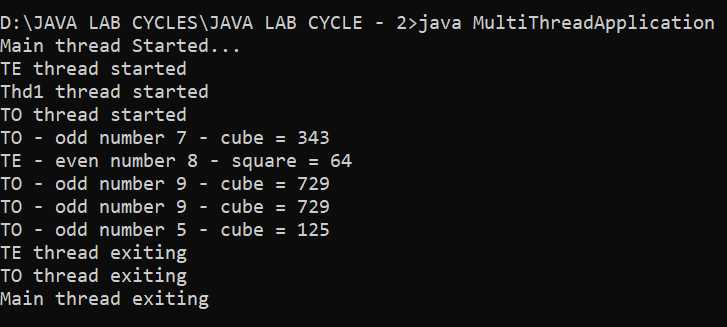 D:\JAVA LAB CYCLES\JAVA LAB CYCLE - 2>java MultiThreadApplication
Main thread Started...
TE thread started
Thd1 thread started
TO thread started
TO - odd number 7 - cube = 343
TE - even number 8 - square = 64
TO - odd number 9 - cube = 729
TO - odd number 9 - cube = 729
TO - odd number 5 - cube = 125
TE thread exiting
TO thread exiting
Main thread exiting